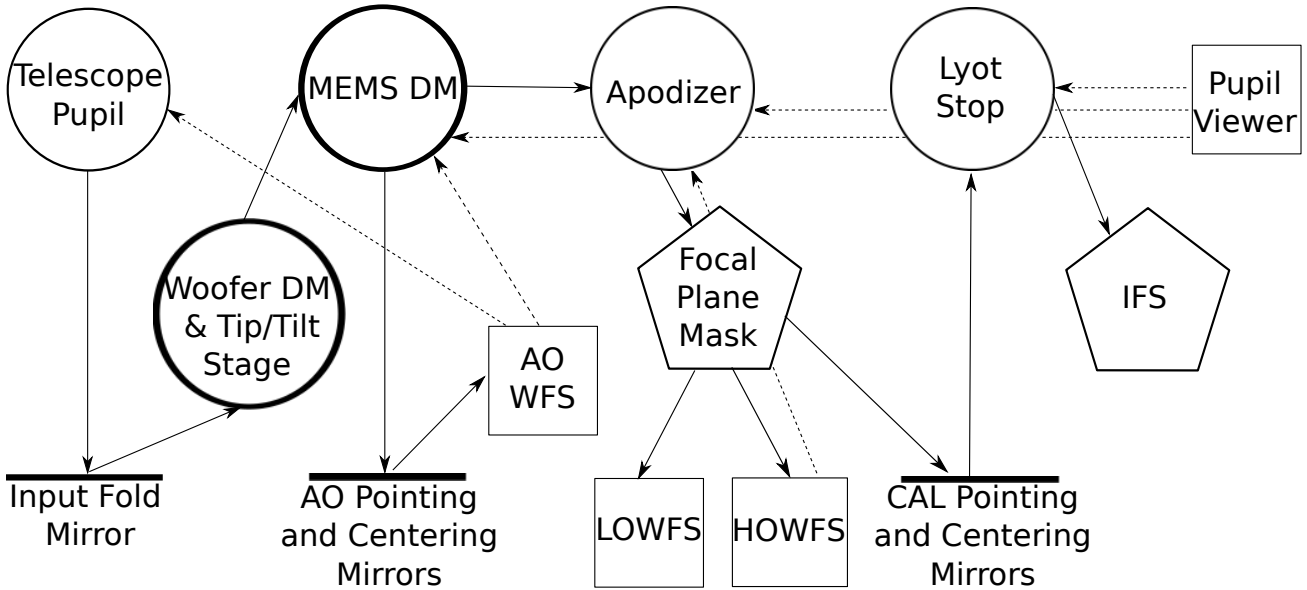 Telescope
Pupil
MEMS DM
Apodizer
Lyot
Stop
Pupil
Viewer
Woofer DM
& Tip/Tilt
Stage
AO
WFS
Focal
Plane
Mask
IFS
Input Fold
Mirror
AO Pointing
and Centering
Mirrors
LOWFS
HOWFS
CAL Pointing
and Centering
Mirrors